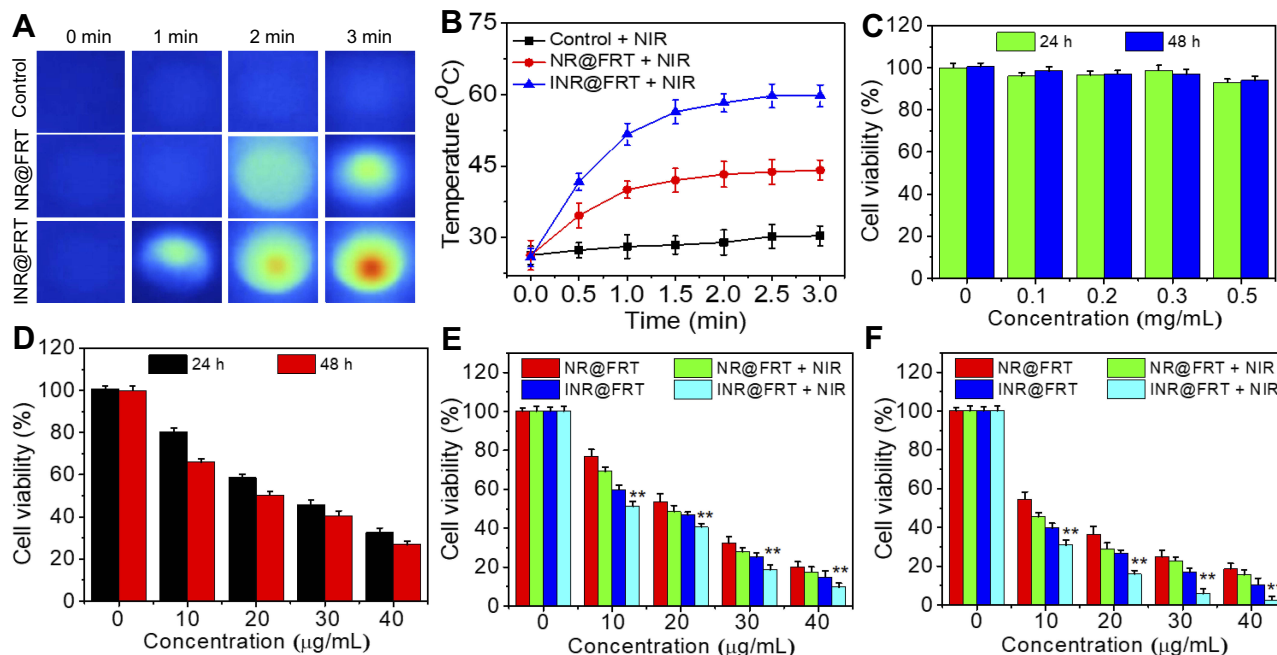 A
0 min 1 min 2 min 3 min
Control
NR@FRT
INR@FRT
B
75
60
45
30
Temperature (°C)
Control + NIR
NR@FRT + NIR
INR@FRT + NIR
0.0 0.5 1.0 1.5 2.0 2.5 3.0
Time (min)
C
120
100
80
60
40
20
0
Cell viability (%)
24 h 48 h
0 0.1 0.2 0.3 0.5
Concentration (mg/mL)
D
120
100
80
60
40
20
0
Cell viability (%)
24 h 48 h
0 10 20 30 40
Concentration (μg/mL)
E
120
100
80
60
40
20
0
Cell viability (%)
NR@FRT NR@FRT + NIR
INR@FRT INR@FRT + NIR
** ** ** **
0 10 20 30 40
Concentration (μg/mL)
F
120
100
80
60
40
20
0
Cell viability (%)
NR@FRT NR@FRT + NIR
INR@FRT INR@FRT + NIR
** ** ** **
0 10 20 30 40
Concentration (μg/mL)